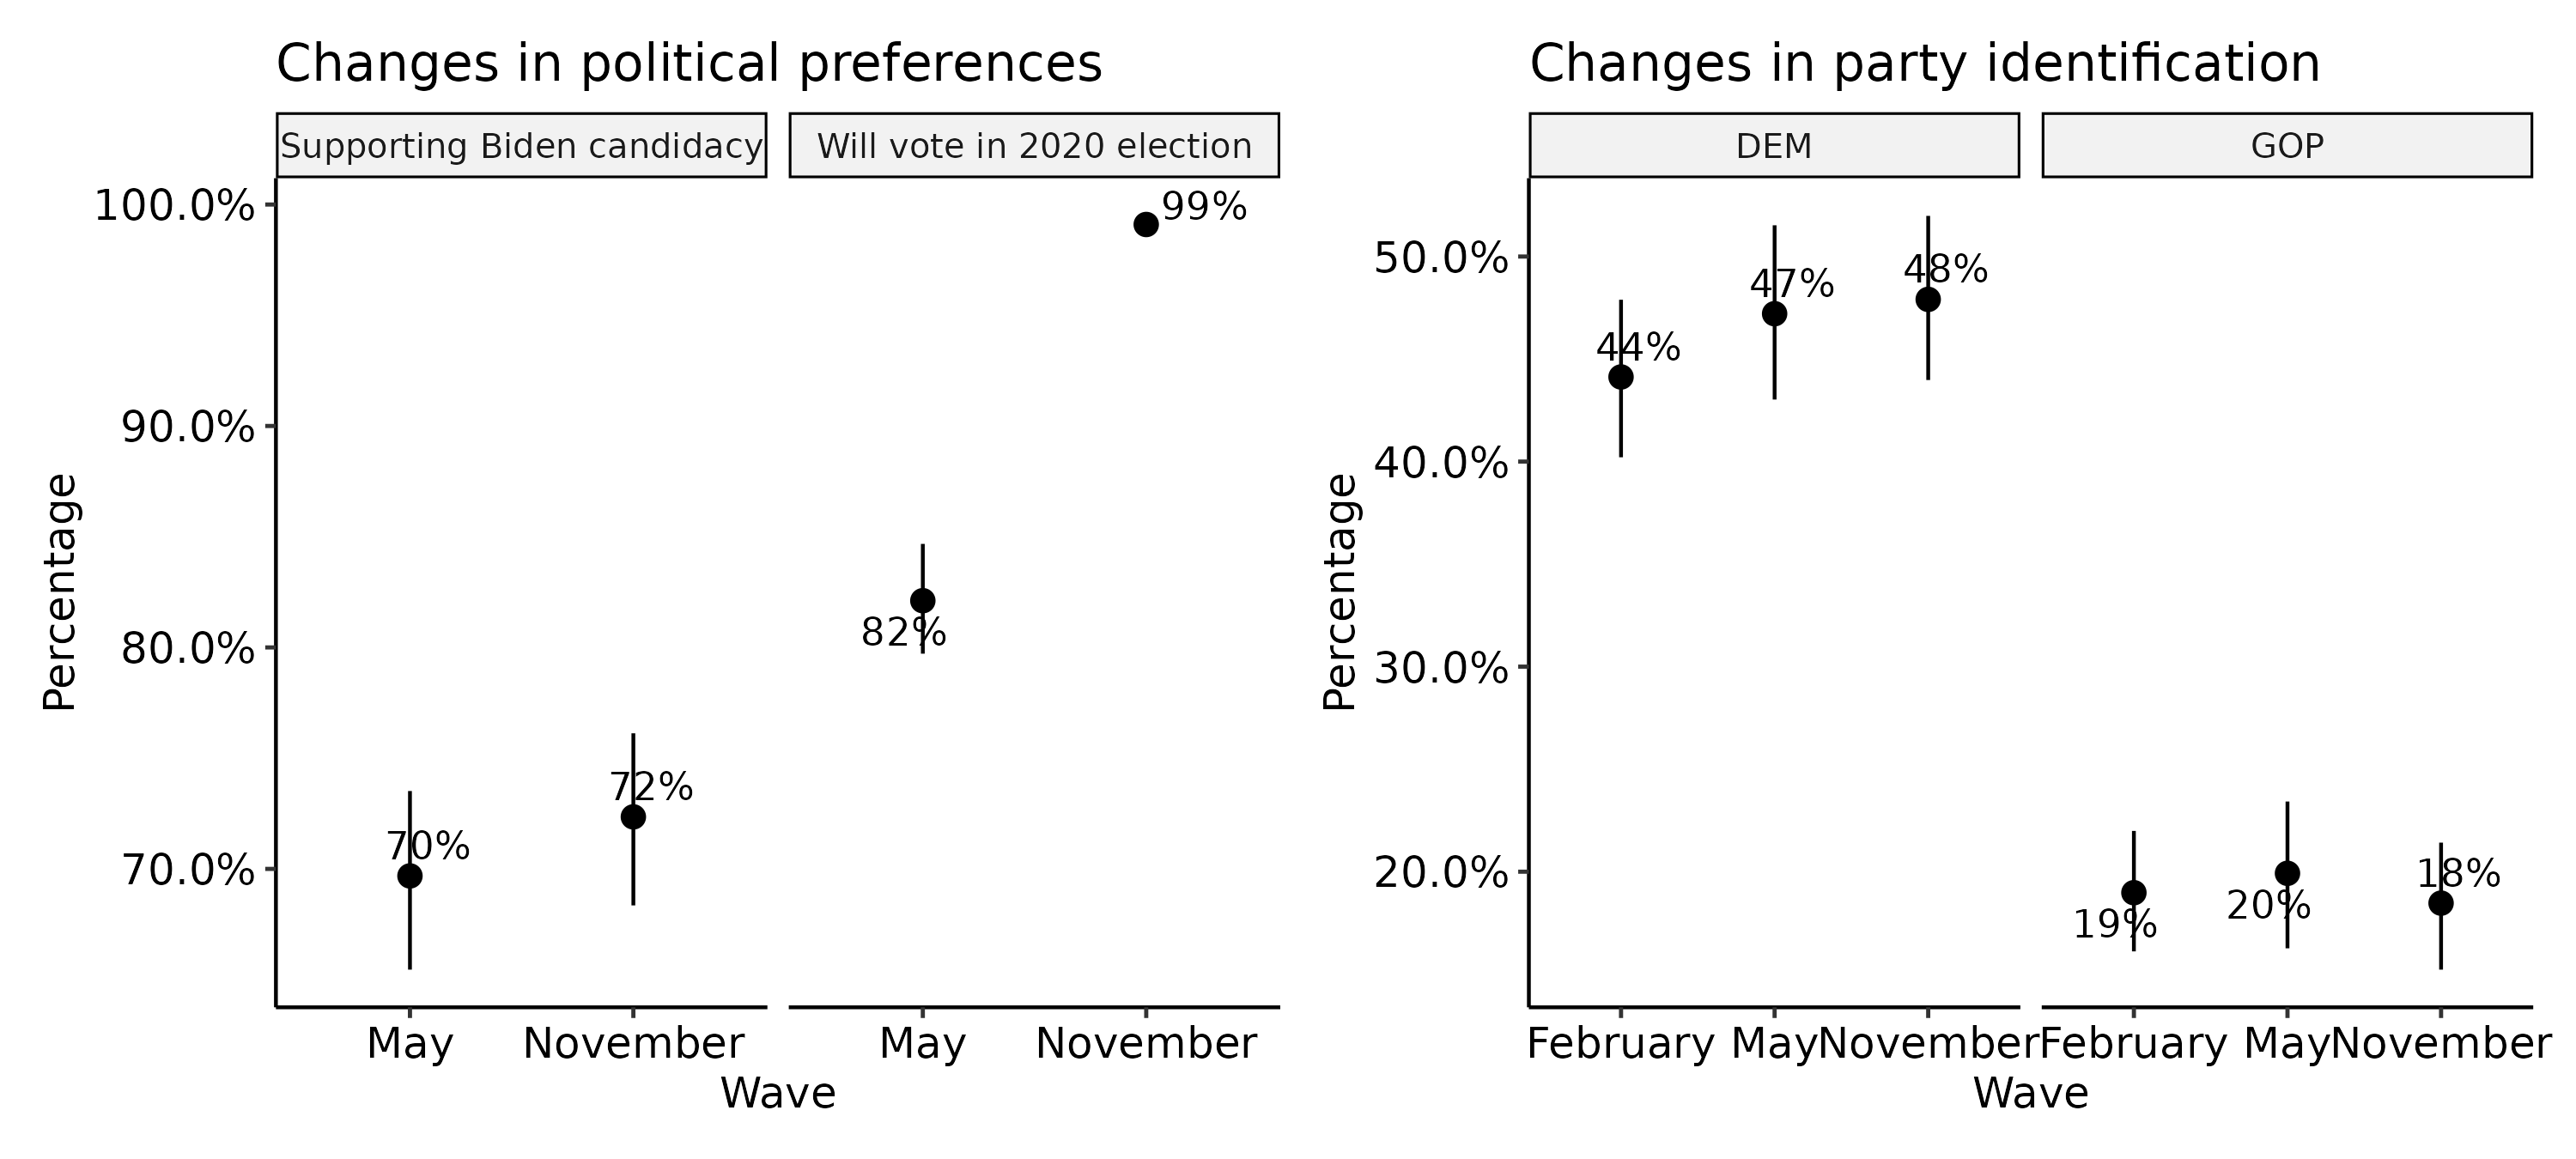 Changes in political preferences
Supporting Biden candidacy
Will vote in 2020 election
100.0%
90.0%
80.0%
70.0%
Percentage
70%
72%
82%
99%
May
November
May
November
Wave
Changes in party identification
DEM
GOP
50.0%
40.0%
30.0%
20.0%
Percentage
44%
47%
48%
19%
20%
18%
February
May
November
February
May
November
Wave